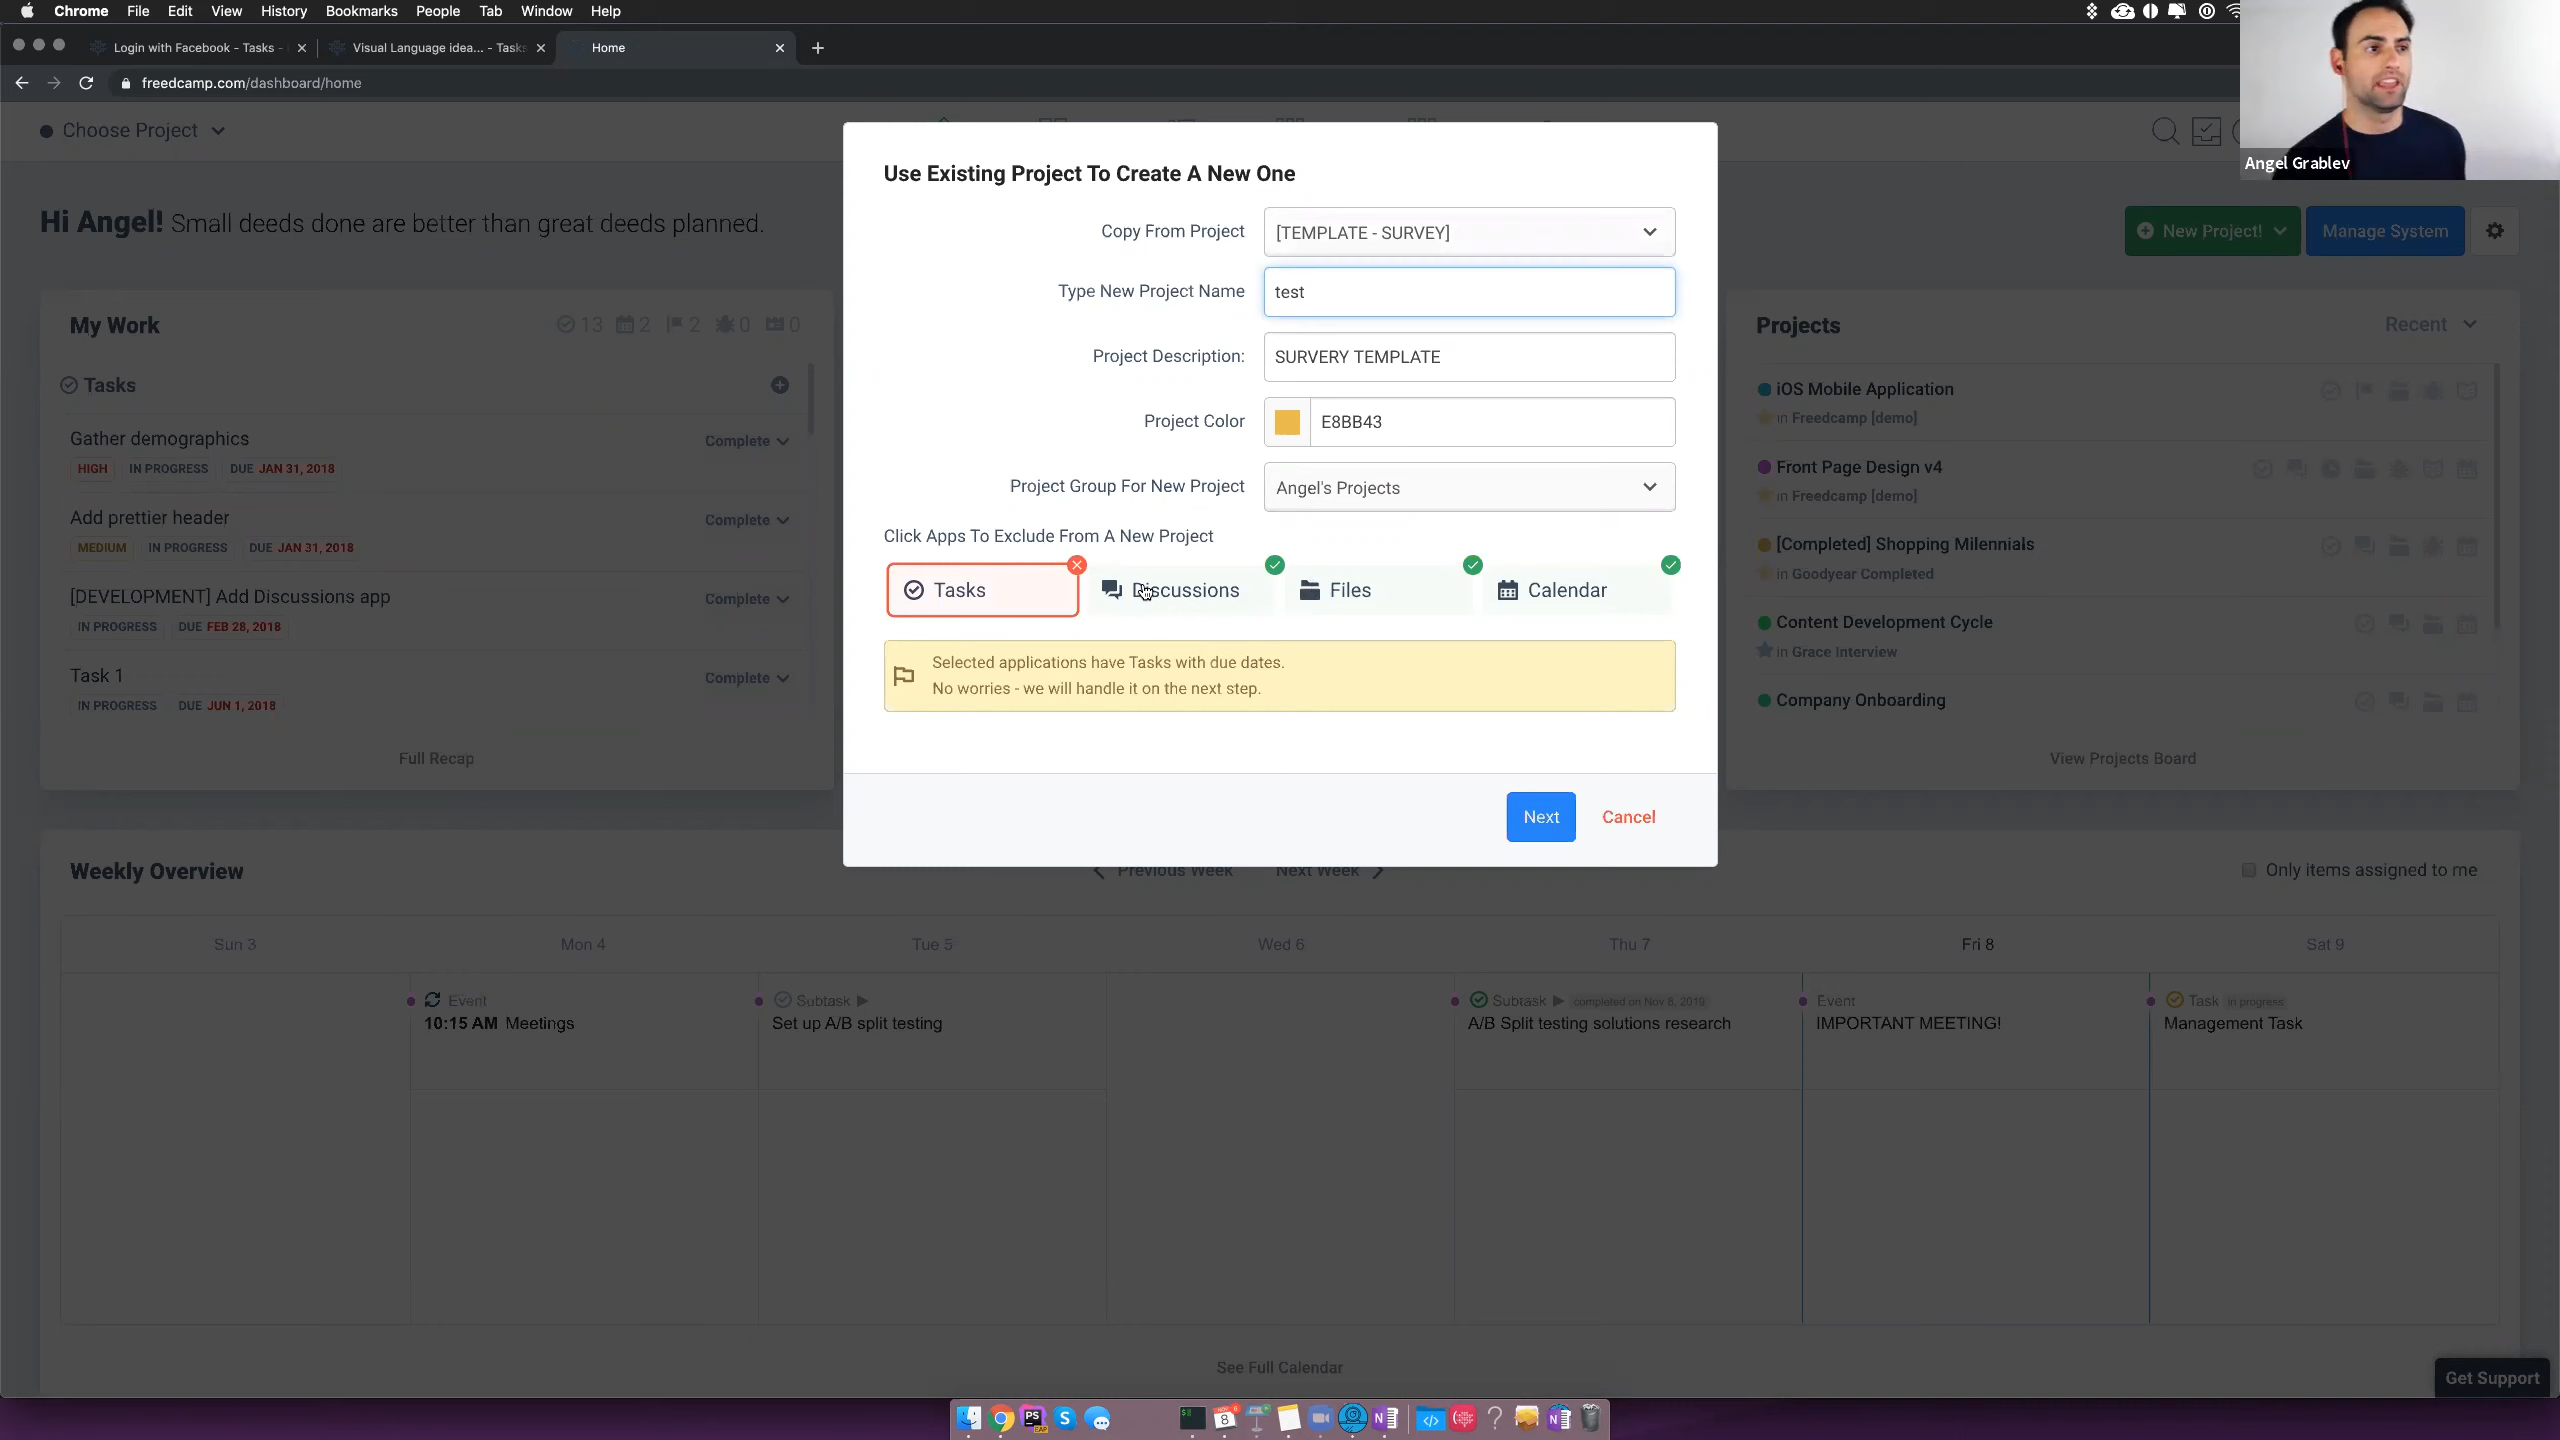 Chrome File Edit View History Bookmarks People Tab Window Help
Login with Facebook - Tasks -
Visual Language idea... - Tasks
Home
freedcamp.com/dashboard/home
Angel Grablev
Choose Project
Hi Angel! Small deeds done are better than great deeds planned.
New Project!
Manage System
My Work
13 2 2 0 0
Tasks
Gather demographics
Complete
HIGH IN PROGRESS DUE JAN 31, 2018
Add prettier header
Complete
MEDIUM IN PROGRESS DUE JAN 31, 2018
[DEVELOPMENT] Add Discussions app
Complete
IN PROGRESS DUE FEB 28, 2018
Task 1
Complete
IN PROGRESS DUE JUN 1, 2018
Full Recap
Use Existing Project To Create A New One
Copy From Project [TEMPLATE - SURVEY]
Type New Project Name test
Project Description: SURVERY TEMPLATE
Project Color E8BB43
Project Group For New Project Angel's Projects
Click Apps To Exclude From A New Project
Tasks Discussions Files Calendar
Selected applications have Tasks with due dates.
No worries - we will handle it on the next step.
Next Cancel
Projects
Recent
iOS Mobile Application
in Freedcamp [demo]
Front Page Design v4
in Freedcamp [demo]
[Completed] Shopping Milennials
in Goodyear Completed
Content Development Cycle
in Grace Interview
Company Onboarding
View Projects Board
Weekly Overview
Previous Week Next Week
Only items assigned to me
Sun 3 Mon 4 Tue 5 Wed 6 Thu 7 Fri 8 Sat 9
Event
10:15 AM Meetings
Subtask
Set up A/B split testing
Subtask completed on Nov 8, 2019
A/B Split testing solutions research
Event
IMPORTANT MEETING!
Task in progress
Management Task
See Full Calendar
Get Support